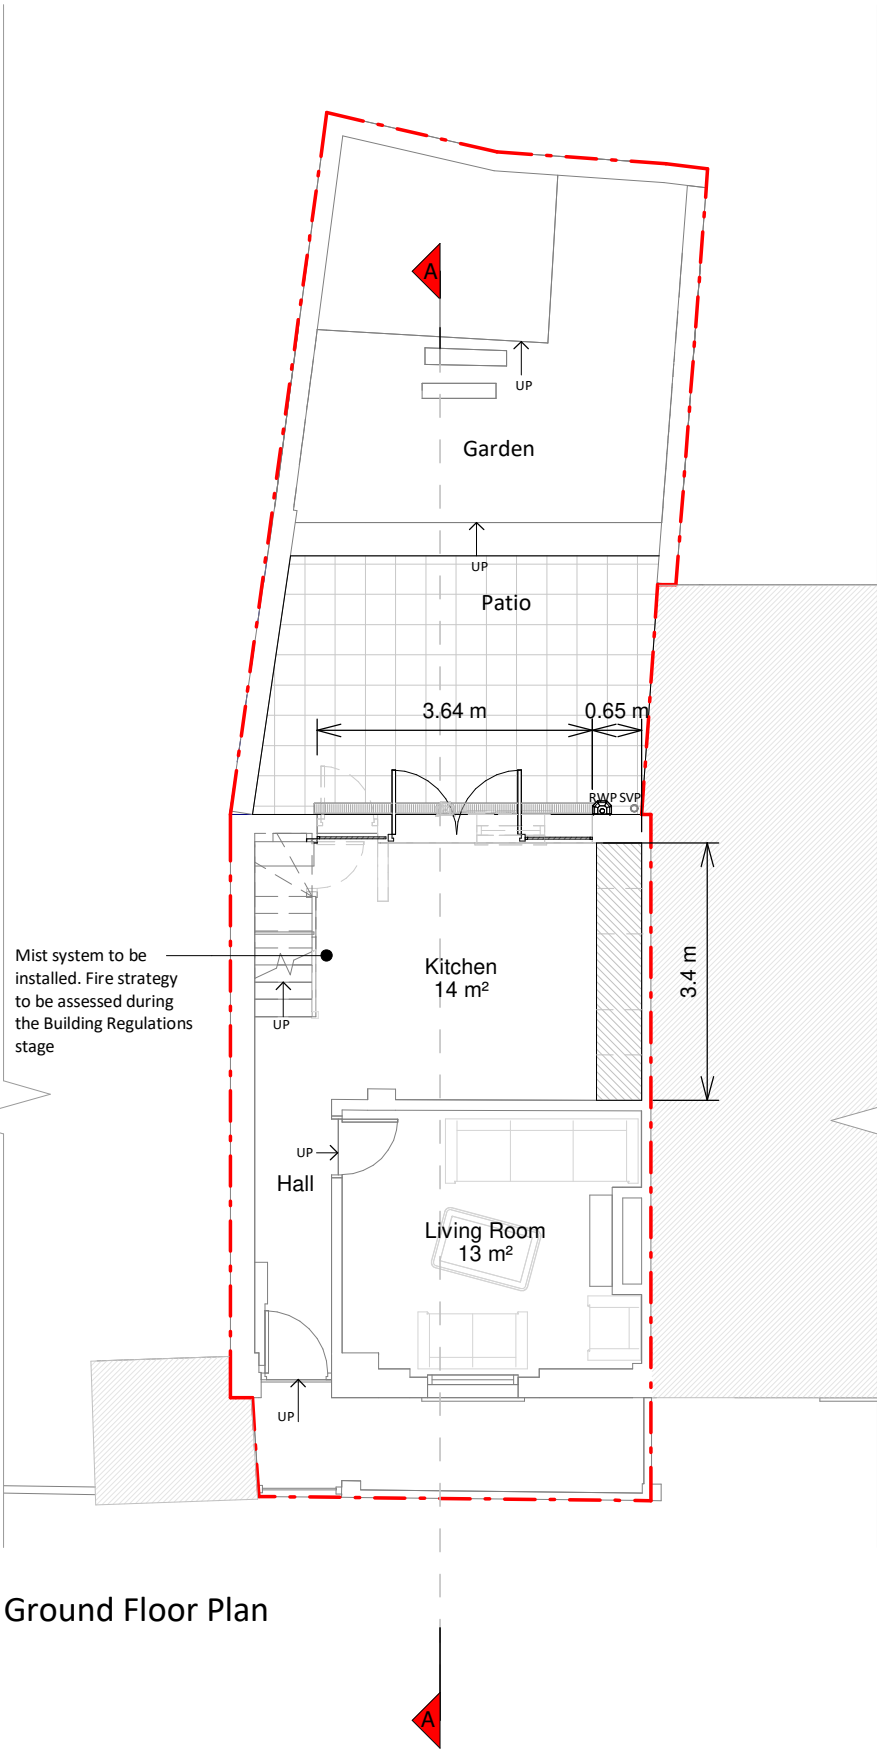 A
UP
Garden
UP
Patio
3.64 m
0.65 m
RWP SVP
Mist system to be
installed. Fire strategy
to be assessed during
the Building Regulations
stage
Kitchen
14 m²
3.4 m
UP
UP
Hall
Living Room
13 m²
UP
Ground Floor Plan
A